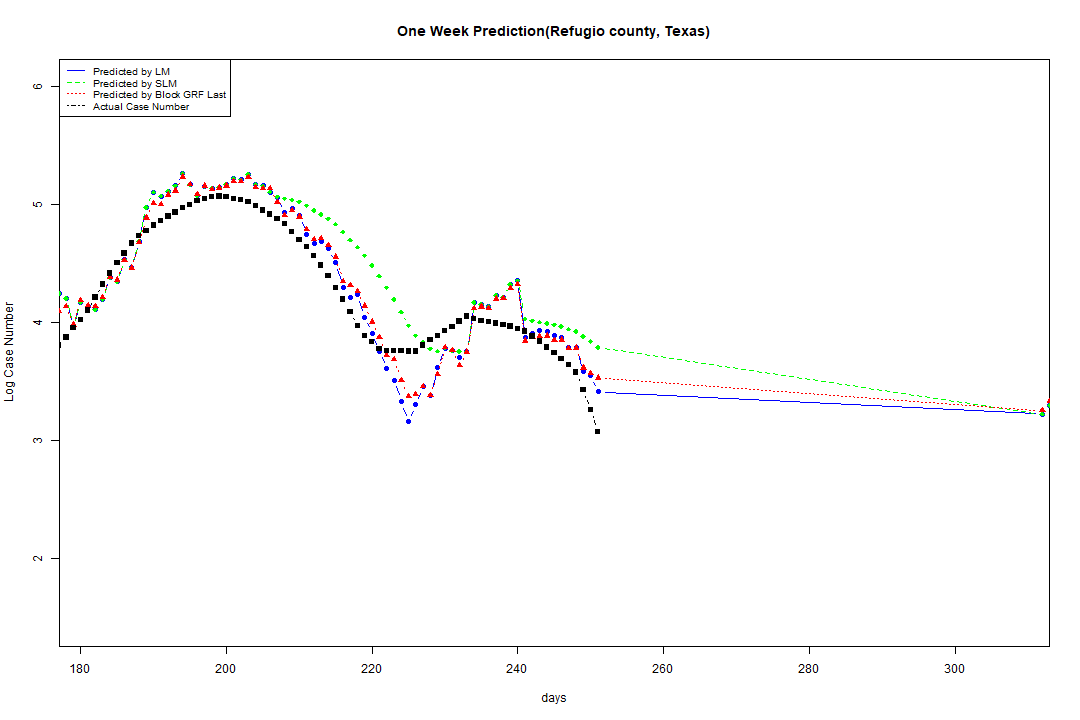 One Week Prediction(Refugio county, Texas)
Predicted by LM
Predicted by SLM
Predicted by Block GRF Last
Actual Case Number
6
5
4
3
2
Log Case Number
180 200 220 240 260 280 300
days